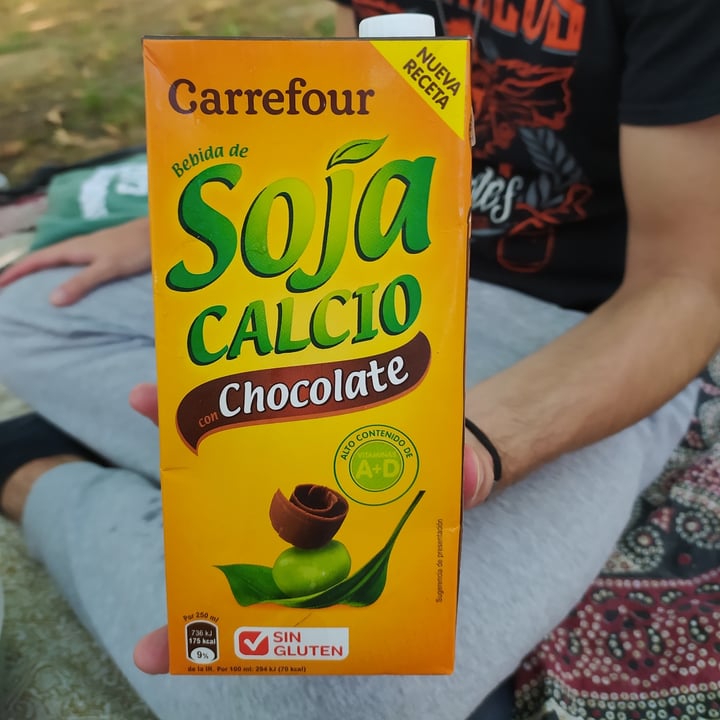 Carrefour
NUEVA
RECETA
Bebida de
Soja
CALCIO
con Chocolate
ALTO CONTENIDO DE
VITAMINAS
A+D
Sugerencia de presentación
Por 250 ml
736 kJ
175 kcal
9%
de la IR. Por 100 ml: 294 kJ (70 kcal)
SIN
GLUTEN